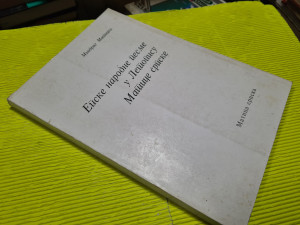 Епске народне песме
у Летопису
Матице српске
Матица српска